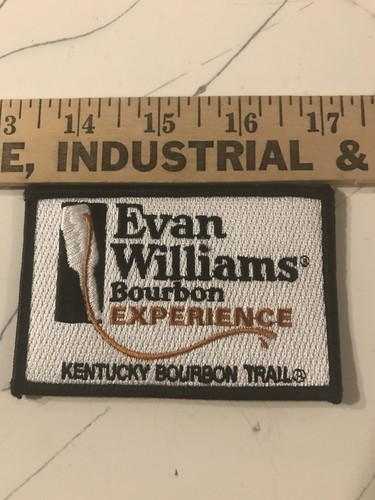 3 14 15 16 17
E, INDUSTRIAL &
Evan
Williams®
Bourbon
EXPERIENCE
KENTUCKY BOURBON TRAIL®